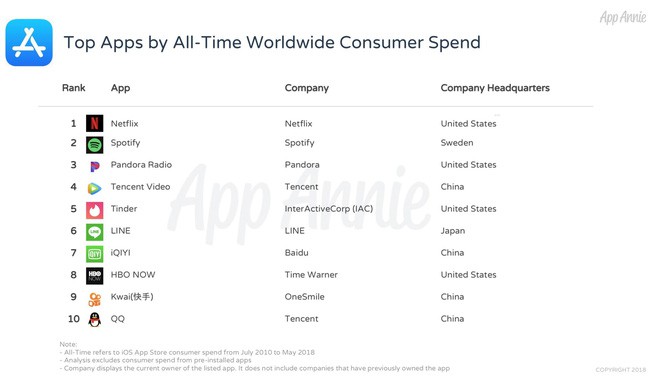 App Annie
Top Apps by All-Time Worldwide Consumer Spend
Rank App Company Company Headquarters
1 Netflix Netflix United States
2 Spotify Spotify Sweden
3 Pandora Radio Pandora United States
4 Tencent Video Tencent China
5 Tinder InterActiveCorp (IAC) United States
6 LINE LINE LINE Japan
7 iQIYI Baidu China
8 HBO NOW HBO NOW Time Warner United States
9 Kwai(快手) OneSmile China
10 QQ Tencent China
App Annie
Note:
- All-Time refers to iOS App Store consumer spend from July 2010 to May 2018
- Analysis excludes consumer spend from pre-installed apps
- Company displays the current owner of the listed app. It does not include companies that have previously owned the app
COPYRIGHT 2018